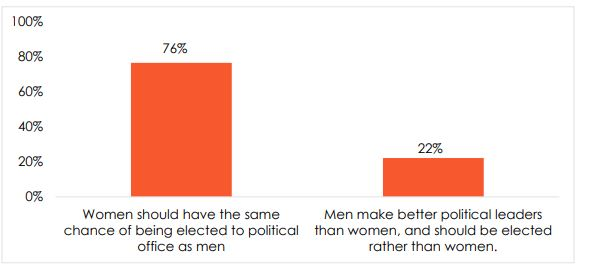 100%
80%
60%
40%
20%
0%
76%
22%
Women should have the same
chance of being elected to political
office as men
Men make better political leaders
than women, and should be elected
rather than women.